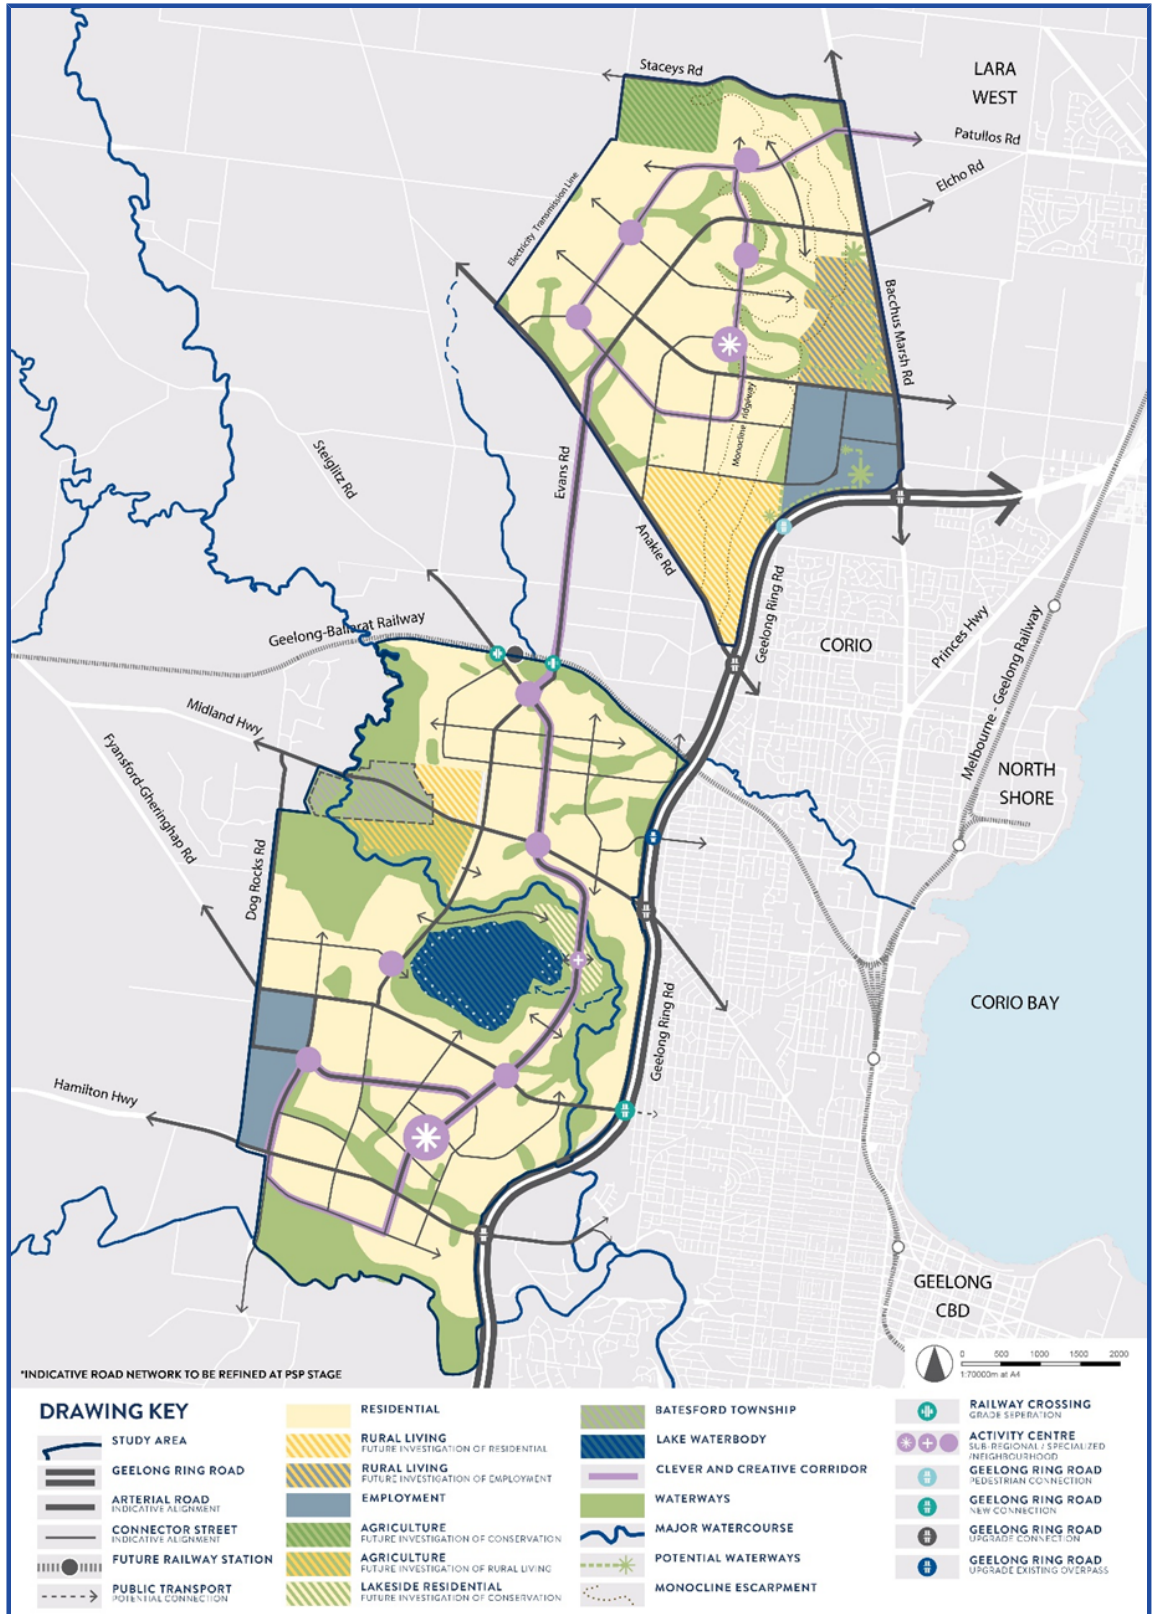 Staceys Rd
LARA
WEST
Patullos Rd
Elcho Rd
Electricity Transmission Line
Bacchus Marsh Rd
Monocline ridgeway
Steiglitz Rd
Evans Rd
Anakie Rd
Geelong Ring Rd
CORIO
Princes Hwy
Geelong-Ballarat Railway
Midland Hwy
Fyansford-Gheringhap Rd
Melbourne - Geelong Railway
NORTH
SHORE
Dog Rocks Rd
CORIO BAY
Geelong Ring Rd
Hamilton Hwy
GEELONG
CBD
*INDICATIVE ROAD NETWORK TO BE REFINED AT PSP STAGE
0 500 1000 1500 2000
1:70000m at A4
DRAWING KEY
STUDY AREA
GEELONG RING ROAD
ARTERIAL ROAD
INDICATIVE ALIGNMENT
CONNECTOR STREET
INDICATIVE ALIGNMENT
FUTURE RAILWAY STATION
PUBLIC TRANSPORT
POTENTIAL CONNECTION
RESIDENTIAL
RURAL LIVING
FUTURE INVESTIGATION OF RESIDENTIAL
RURAL LIVING
FUTURE INVESTIGATION OF EMPLOYMENT
EMPLOYMENT
AGRICULTURE
FUTURE INVESTIGATION OF CONSERVATION
AGRICULTURE
FUTURE INVESTIGATION OF RURAL LIVING
LAKESIDE RESIDENTIAL
FUTURE INVESTIGATION OF CONSERVATION
BATESFORD TOWNSHIP
LAKE WATERBODY
CLEVER AND CREATIVE CORRIDOR
WATERWAYS
MAJOR WATERCOURSE
POTENTIAL WATERWAYS
MONOCLINE ESCARPMENT
RAILWAY CROSSING
GRADE SEPERATION
ACTIVITY CENTRE
SUB-REGIONAL / SPECIALIZED
/NEIGHBOURHOOD
GEELONG RING ROAD
PEDESTRIAN CONNECTION
GEELONG RING ROAD
NEW CONNECTION
GEELONG RING ROAD
UPGRADE CONNECTION
GEELONG RING ROAD
UPGRADE EXISTING OVERPASS